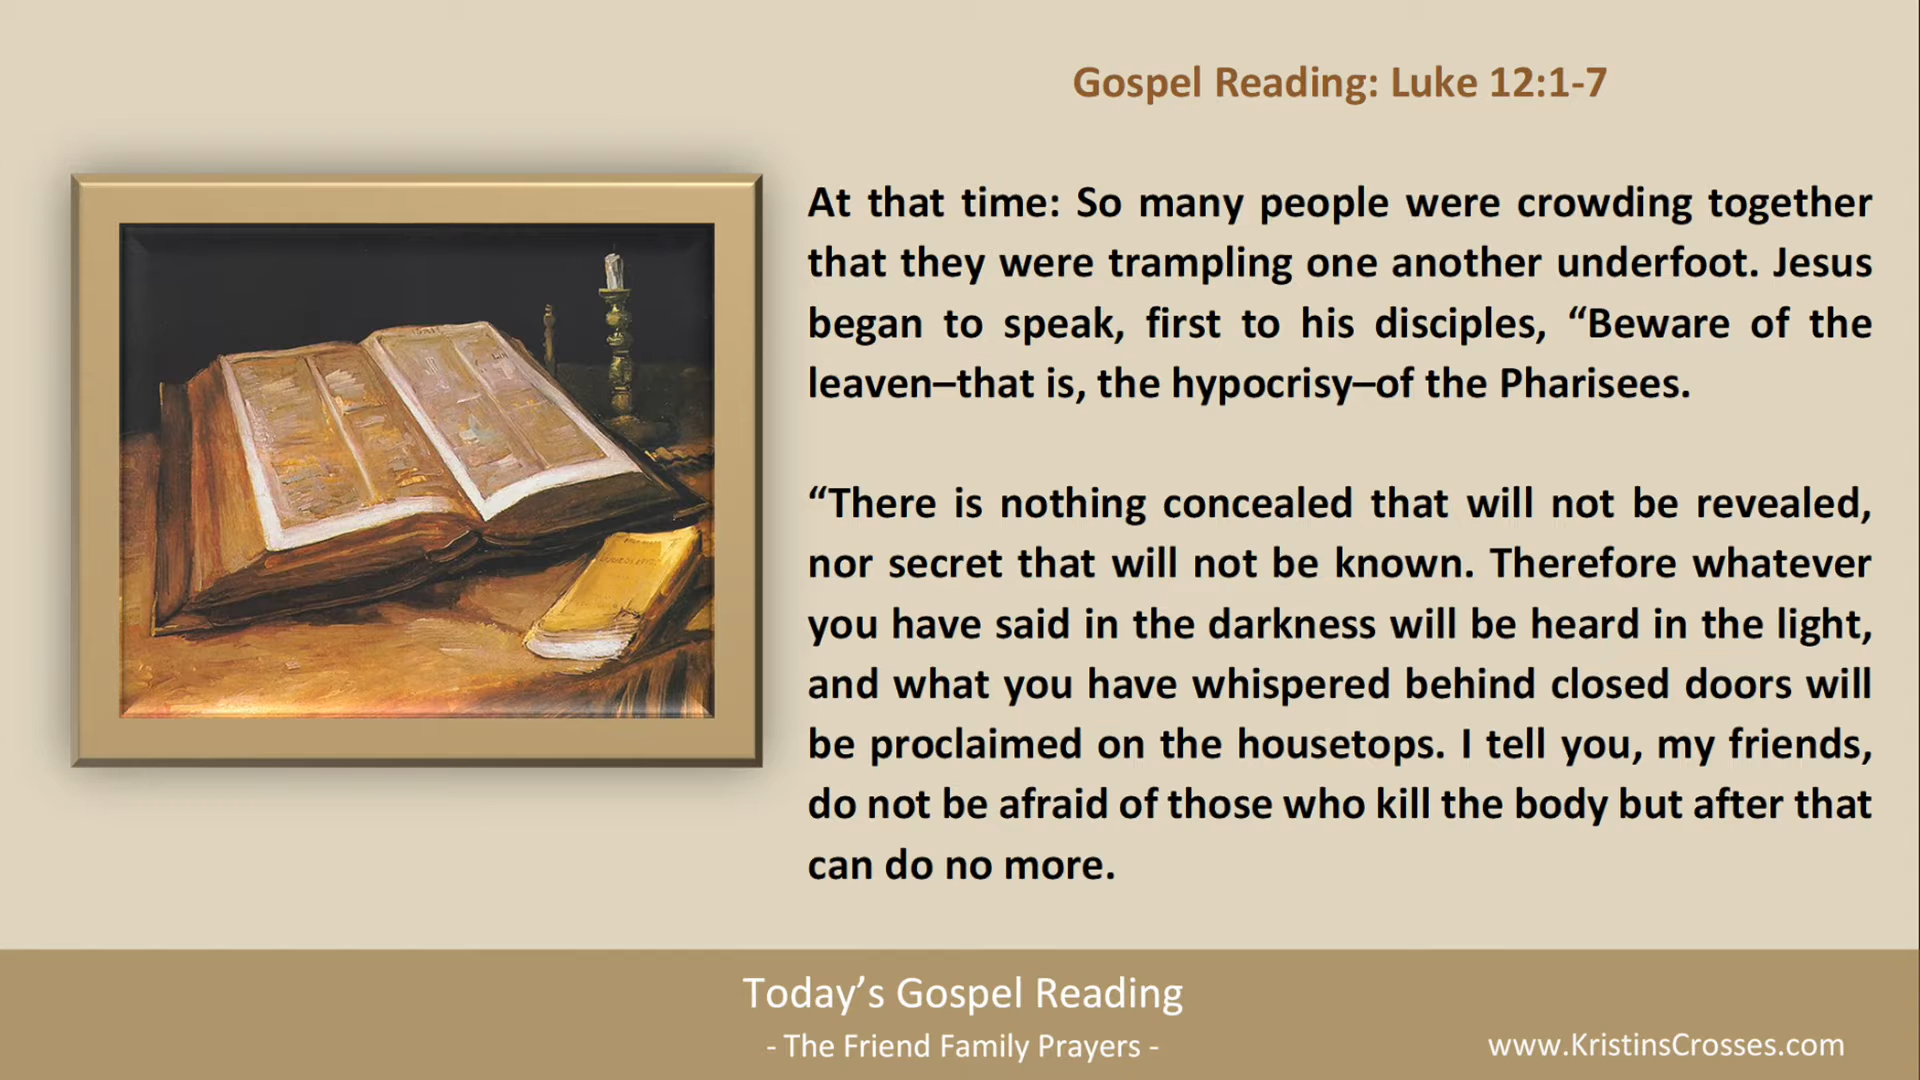 Gospel Reading: Luke 12:1-7
At that time: So many people were crowding together
that they were trampling one another underfoot. Jesus
began to speak, first to his disciples, “Beware of the
leaven–that is, the hypocrisy–of the Pharisees.
“There is nothing concealed that will not be revealed,
nor secret that will not be known. Therefore whatever
you have said in the darkness will be heard in the light,
and what you have whispered behind closed doors will
be proclaimed on the housetops. I tell you, my friends,
do not be afraid of those who kill the body but after that
can do no more.
Today’s Gospel Reading
- The Friend Family Prayers -
www.KristinsCrosses.com